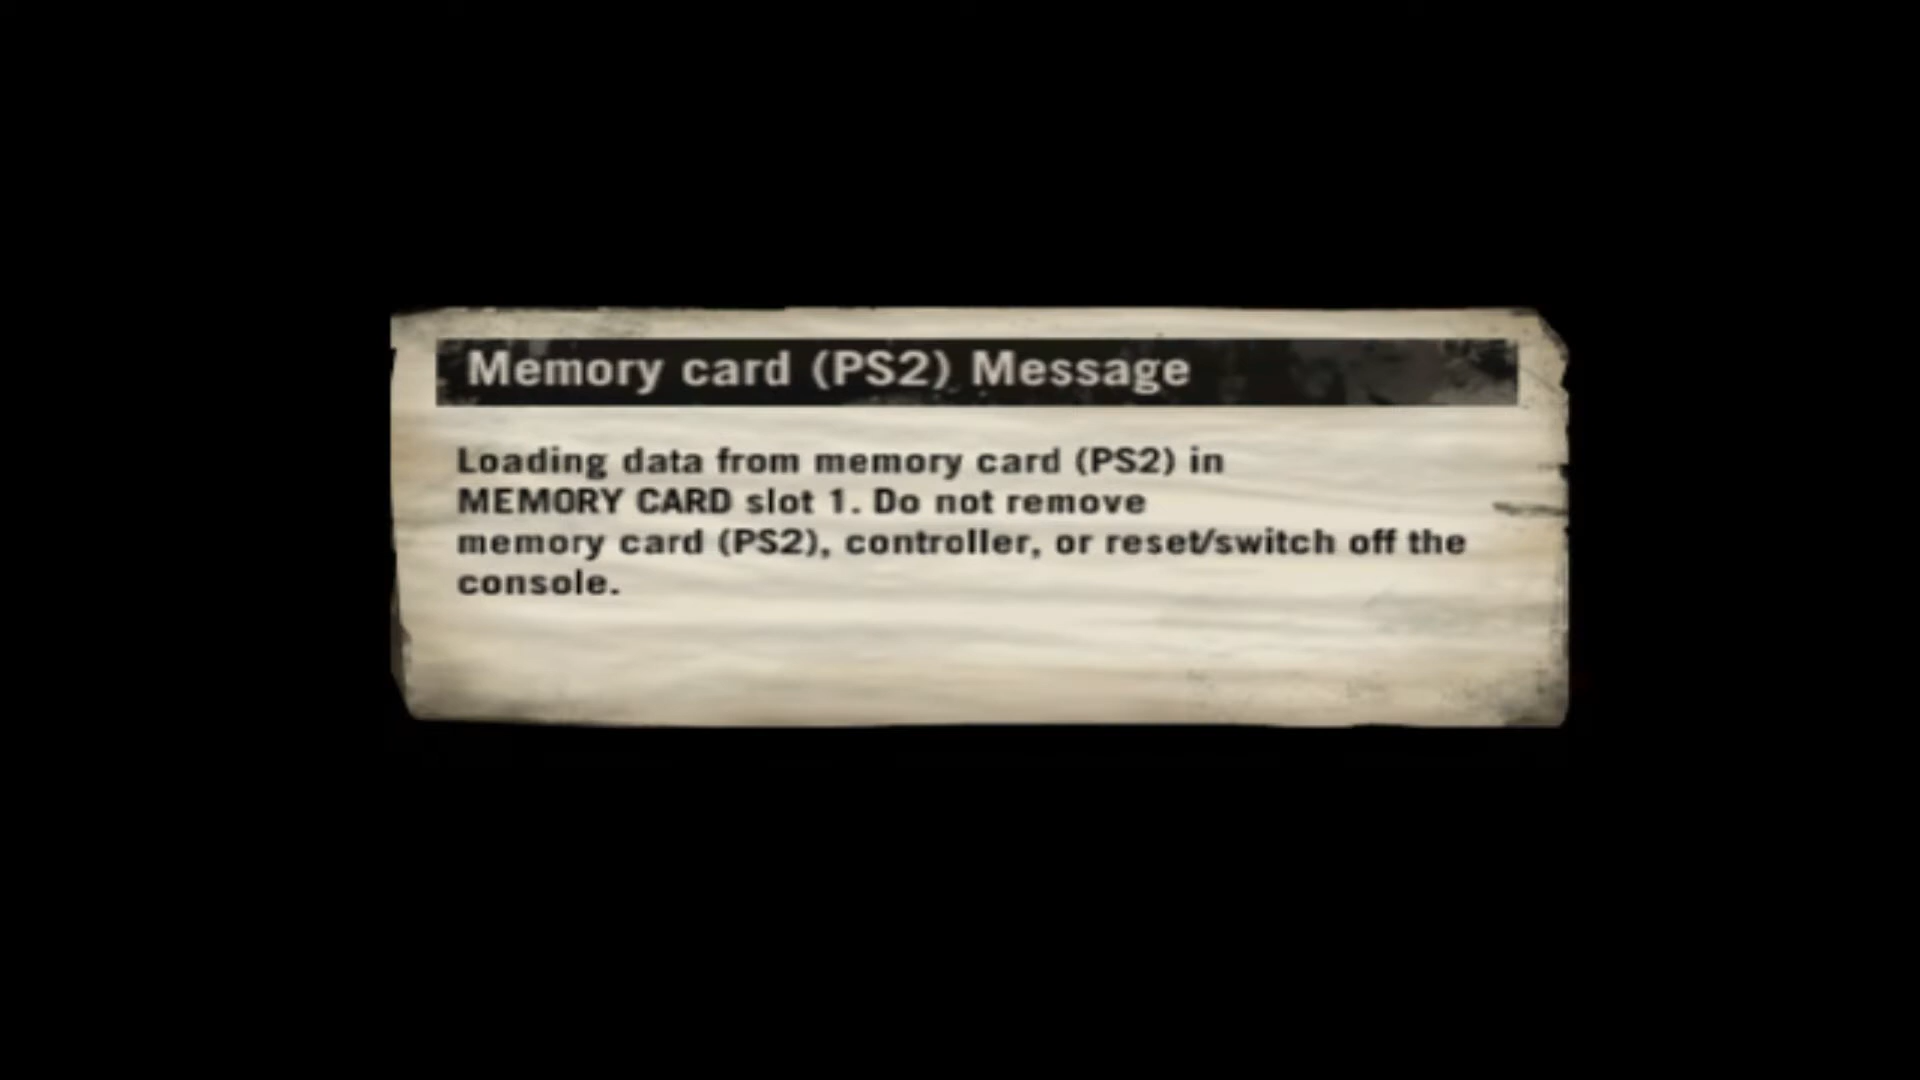 Memory card (PS2) Message
Loading data from memory card (PS2) in
MEMORY CARD slot 1. Do not remove
memory card (PS2), controller, or reset/switch off the
console.